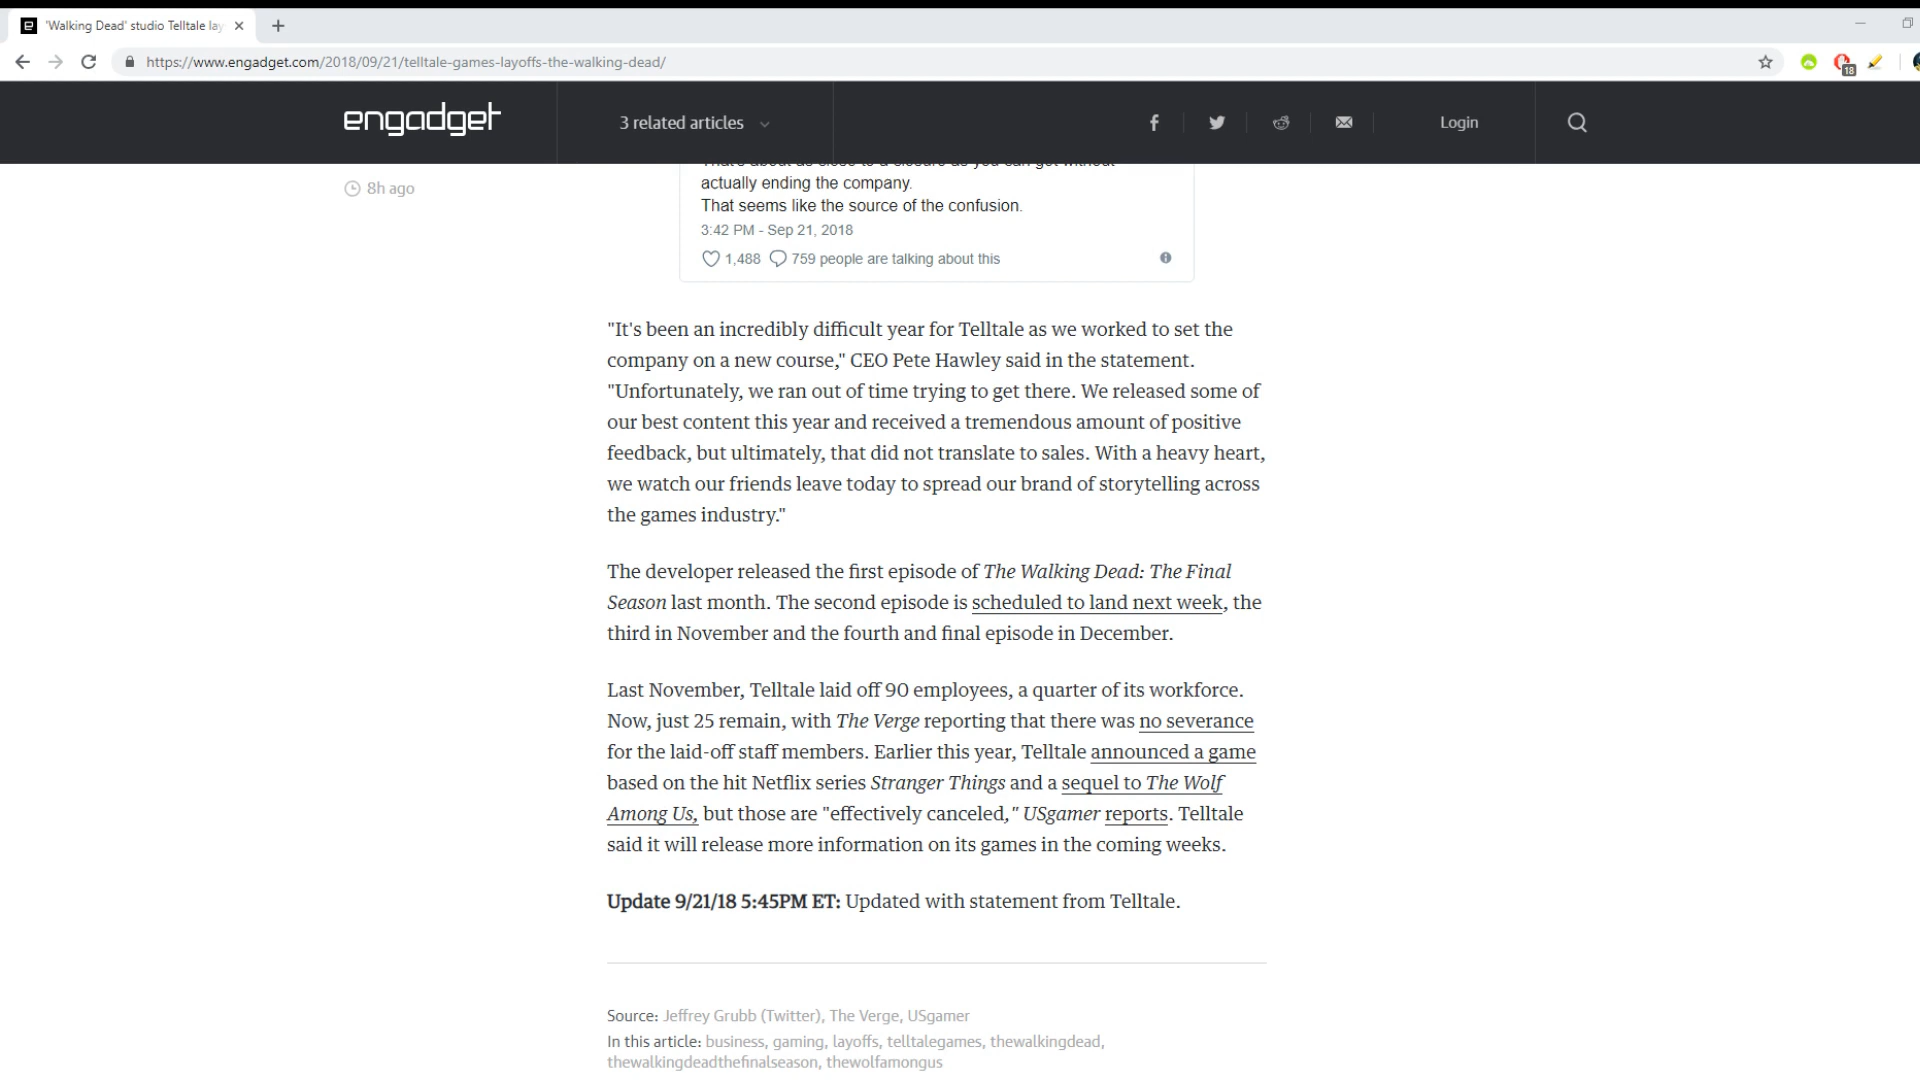 'Walking Dead' studio Telltale lay
https://www.engadget.com/2018/09/21/telltale-games-layoffs-the-walking-dead/
18
engadget
3 related articles
Login
8h ago
That's about as close to a closure as you can get without
actually ending the company.
That seems like the source of the confusion.
3:42 PM - Sep 21, 2018
1,488 759 people are talking about this
"It's been an incredibly difficult year for Telltale as we worked to set the
company on a new course," CEO Pete Hawley said in the statement.
"Unfortunately, we ran out of time trying to get there. We released some of
our best content this year and received a tremendous amount of positive
feedback, but ultimately, that did not translate to sales. With a heavy heart,
we watch our friends leave today to spread our brand of storytelling across
the games industry."
The developer released the first episode of The Walking Dead: The Final
Season last month. The second episode is scheduled to land next week, the
third in November and the fourth and final episode in December.
Last November, Telltale laid off 90 employees, a quarter of its workforce.
Now, just 25 remain, with The Verge reporting that there was no severance
for the laid-off staff members. Earlier this year, Telltale announced a game
based on the hit Netflix series Stranger Things and a sequel to The Wolf
Among Us, but those are "effectively canceled," USgamer reports. Telltale
said it will release more information on its games in the coming weeks.
Update 9/21/18 5:45PM ET: Updated with statement from Telltale.
Source: Jeffrey Grubb (Twitter), The Verge, USgamer
In this article: business, gaming, layoffs, telltalegames, thewalkingdead,
thewalkingdeadthefinalseason, thewolfamongus